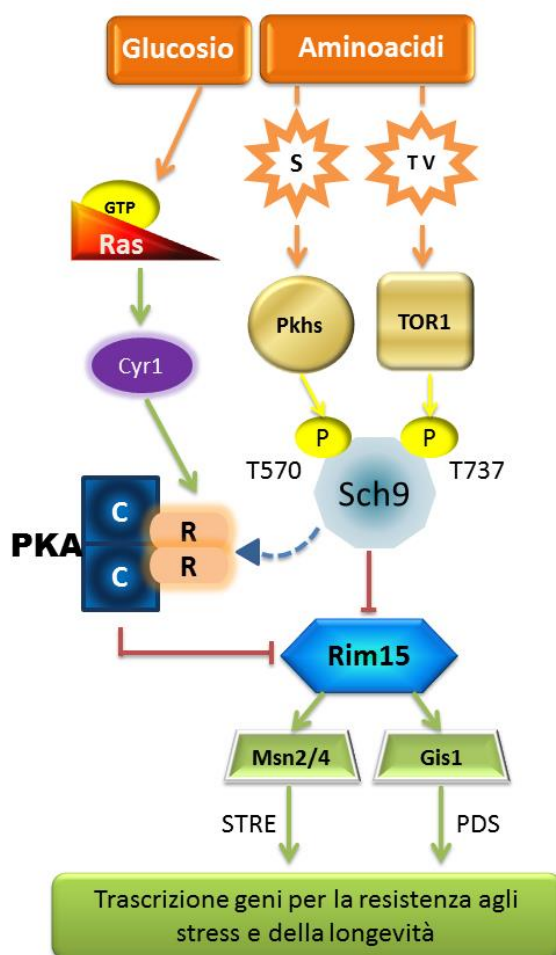 Glucosio
Aminoacidi
S
T V
GTP
Ras
Pkhs
TOR1
Cyr1
P
P
T570
T737
Sch9
C
R
PKA
R
C
Rim15
Msn2/4
Gis1
STRE
PDS
Trascrizione geni per la resistenza agli
stress e della longevità